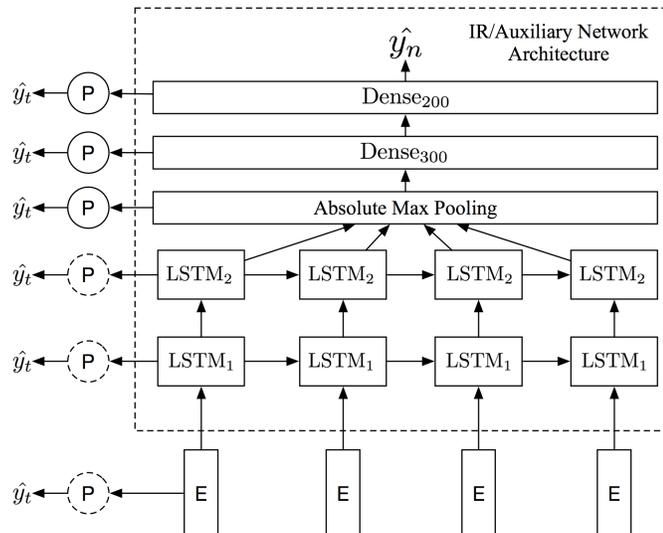 IR/Auxiliary Network
Architecture
ŷₙ
ŷₜ P Dense₂₀₀
ŷₜ P Dense₃₀₀
ŷₜ P Absolute Max Pooling
ŷₜ P LSTM₂ LSTM₂ LSTM₂ LSTM₂
ŷₜ P LSTM₁ LSTM₁ LSTM₁ LSTM₁
ŷₜ P E E E E